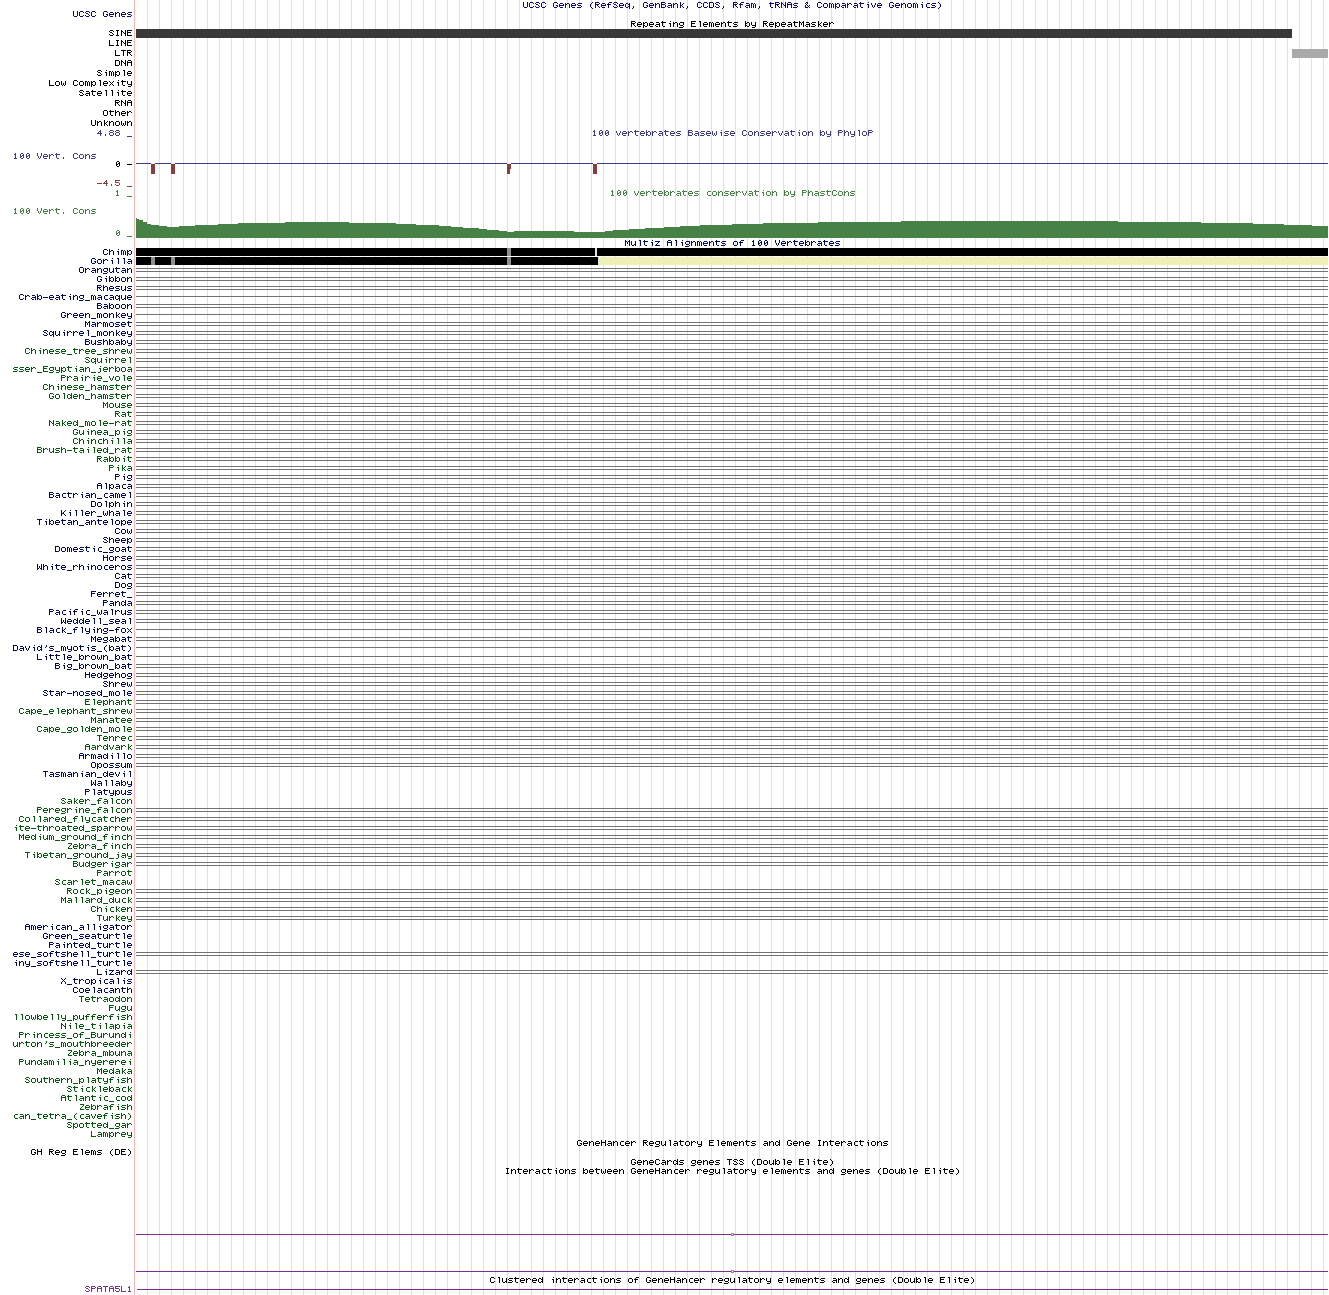 UCSC Genes (RefSeq, GenBank, CCDS, Rfam, tRNAs & Comparative Genomics)
UCSC Genes
Repeating Elements by RepeatMasker
SINE
LINE
LTR
DNA
Simple
Low Complexity
Satellite
RNA
Other
Unknown
4.88 _
100 vertebrates Basewise Conservation by PhyloP
100 Vert. Cons
0 -
-4.5 _
1 _
100 vertebrates conservation by PhastCons
100 Vert. Cons
0 _
Multiz Alignments of 100 Vertebrates
Chimp
Gorilla
Orangutan
Gibbon
Rhesus
Crab-eating_macaque
Baboon
Green_monkey
Marmoset
Squirrel_monkey
Bushbaby
Chinese_tree_shrew
Squirrel
sser_Egyptian_jerboa
Prairie_vole
Chinese_hamster
Golden_hamster
Mouse
Rat
Naked_mole-rat
Guinea_pig
Chinchilla
Brush-tailed_rat
Rabbit
Pika
Pig
Alpaca
Bactrian_camel
Dolphin
Killer_whale
Tibetan_antelope
Cow
Sheep
Domestic_goat
Horse
White_rhinoceros
Cat
Dog
Ferret_
Panda
Pacific_walrus
Weddell_seal
Black_flying-fox
Megabat
David's_myotis_(bat)
Little_brown_bat
Big_brown_bat
Hedgehog
Shrew
Star-nosed_mole
Elephant
Cape_elephant_shrew
Manatee
Cape_golden_mole
Tenrec
Aardvark
Armadillo
Opossum
Tasmanian_devil
Wallaby
Platypus
Saker_falcon
Peregrine_falcon
Collared_flycatcher
ite-throated_sparrow
Medium_ground_finch
Zebra_finch
Tibetan_ground_jay
Budgerigar
Parrot
Scarlet_macaw
Rock_pigeon
Mallard_duck
Chicken
Turkey
American_alligator
Green_seaturtle
Painted_turtle
ese_softshell_turtle
iny_softshell_turtle
Lizard
X_tropicalis
Coelacanth
Tetraodon
Fugu
llowbelly_pufferfish
Nile_tilapia
Princess_of_Burundi
urton's_mouthbreeder
Zebra_mbuna
Pundamilia_nyererei
Medaka
Southern_platyfish
Stickleback
Atlantic_cod
Zebrafish
can_tetra_(cavefish)
Spotted_gar
Lamprey
GeneHancer Regulatory Elements and Gene Interactions
GH Reg Elems (DE)
GeneCards genes TSS (Double Elite)
Interactions between GeneHancer regulatory elements and genes (Double Elite)
Clustered interactions of GeneHancer regulatory elements and genes (Double Elite)
SPATA5L1